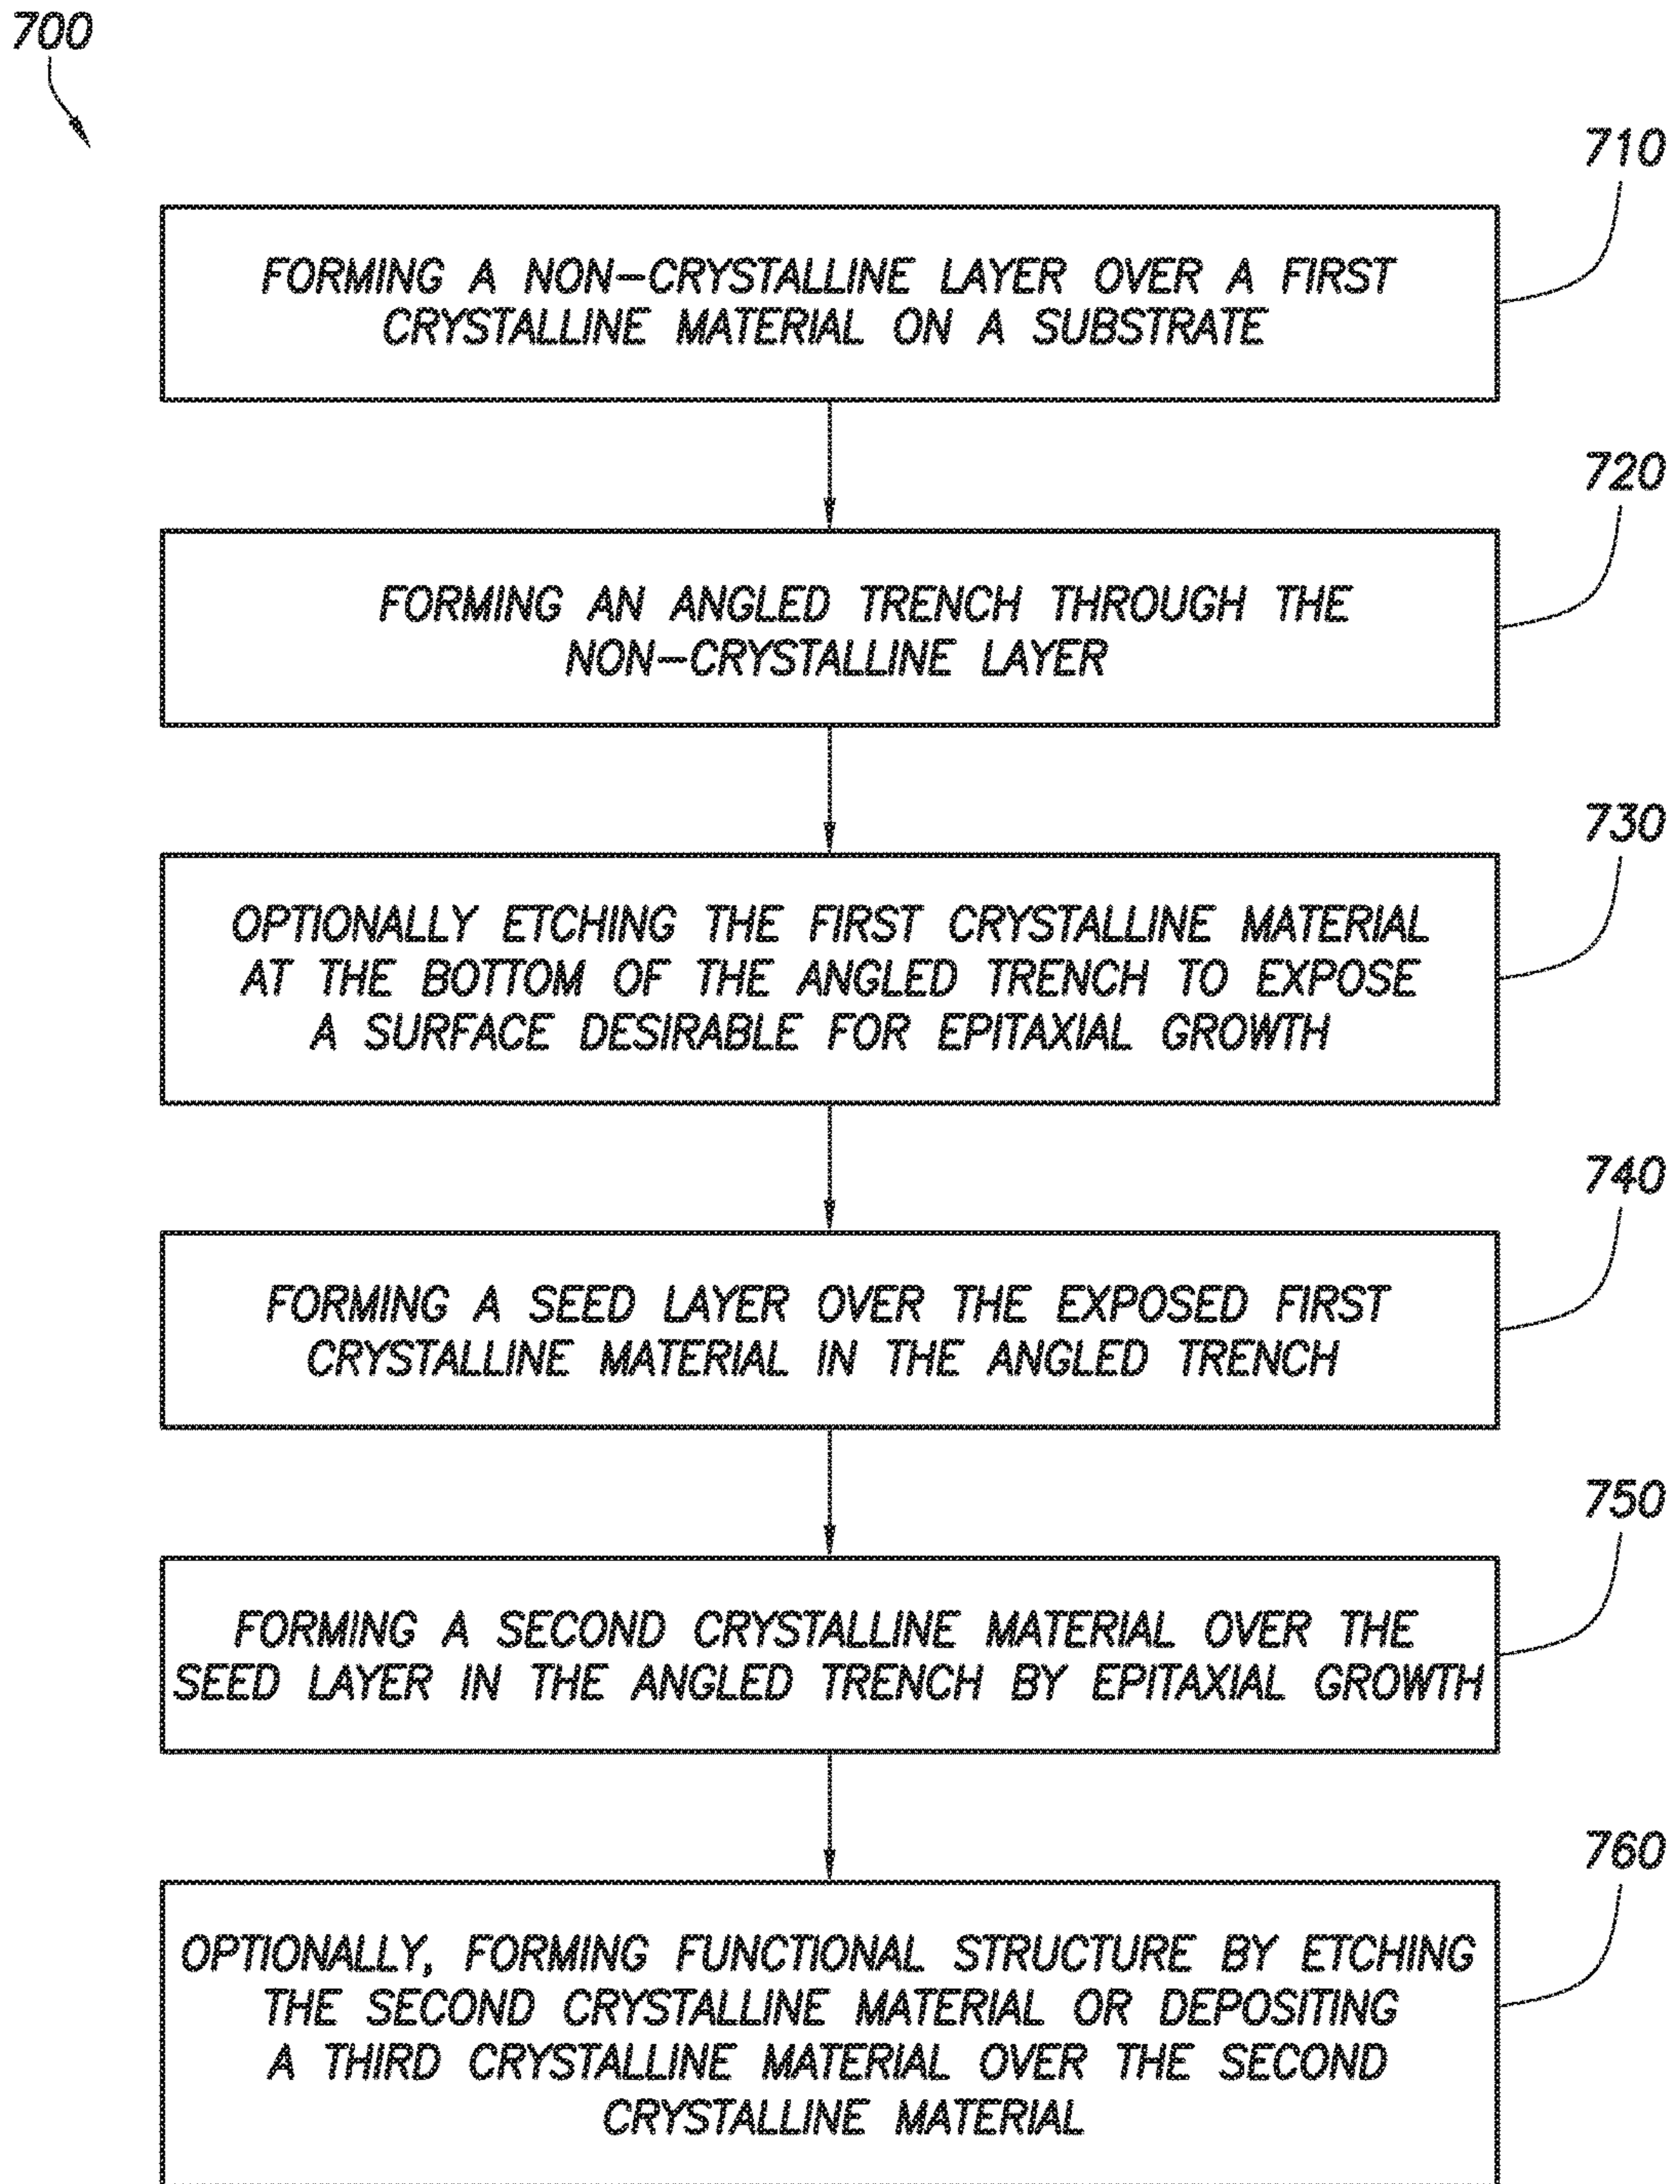 700
710
FORMING A NON-CRYSTALLINE LAYER OVER A FIRST
CRYSTALLINE MATERIAL ON A SUBSTRATE
720
FORMING AN ANGLED TRENCH THROUGH THE
NON-CRYSTALLINE LAYER
730
OPTIONALLY ETCHING THE FIRST CRYSTALLINE MATERIAL
AT THE BOTTOM OF THE ANGLED TRENCH TO EXPOSE
A SURFACE DESIRABLE FOR EPITAXIAL GROWTH
740
FORMING A SEED LAYER OVER THE EXPOSED FIRST
CRYSTALLINE MATERIAL IN THE ANGLED TRENCH
750
FORMING A SECOND CRYSTALLINE MATERIAL OVER THE
SEED LAYER IN THE ANGLED TRENCH BY EPITAXIAL GROWTH
760
OPTIONALLY, FORMING FUNCTIONAL STRUCTURE BY ETCHING
THE SECOND CRYSTALLINE MATERIAL OR DEPOSITING
A THIRD CRYSTALLINE MATERIAL OVER THE SECOND
CRYSTALLINE MATERIAL